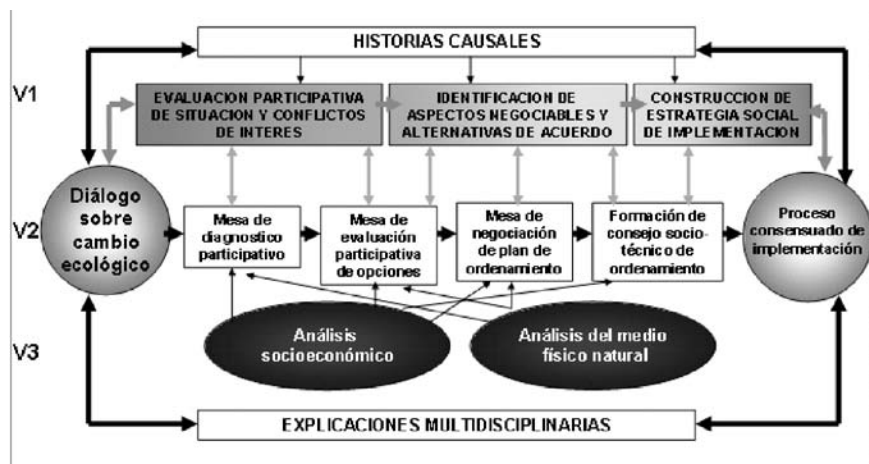 HISTORIAS CAUSALES
V1
EVALUACION PARTICIPATIVA
DE SITUACION Y CONFLICTOS
DE INTERES
IDENTIFICACION DE
ASPECTOS NEGOCIABLES Y
ALTERNATIVAS DE ACUERDO
CONSTRUCCION DE
ESTRATEGIA SOCIAL
DE IMPLEMENTACION
V2
Diálogo
sobre
cambio
ecológico
Mesa de
diagnostico
participativo
Mesa de
evaluación
participativa
de opciones
Mesa de
negociación
de plan de
ordenamiento
Formación de
consejo socio-
técnico de
ordenamiento
Proceso
consensuado de
implementación
V3
Análisis
socioeconómico
Análisis del medio
físico natural
EXPLICACIONES MULTIDISCIPLINARIAS